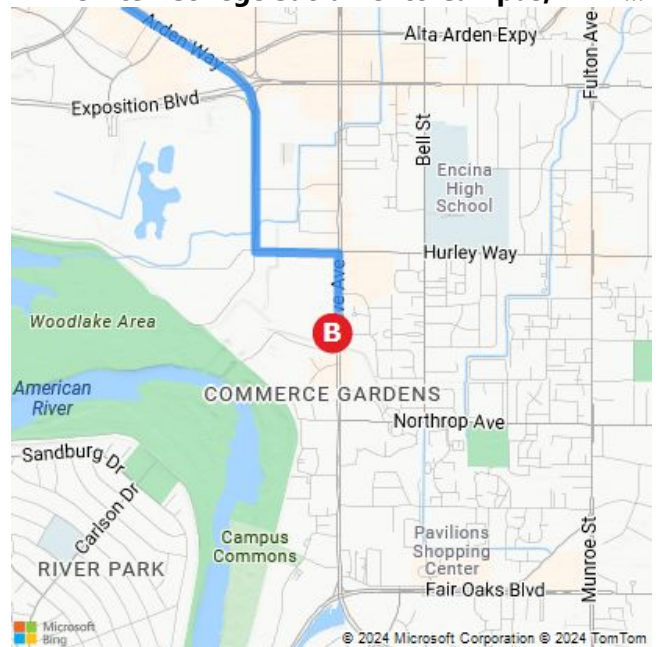 Alta Arden Expy
Arden Way
Fulton Ave
Exposition Blvd
Bell St
Encina
High
School
Hurley Way
ve Ave
Woodlake Area
B
American
River
COMMERCE GARDENS
Northrop Ave
Sandburg Dr
Carlson Dr
Campus
Commons
Pavilions
Shopping
Center
Munroe St
RIVER PARK
Fair Oaks Blvd
Microsoft
Bing
© 2024 Microsoft Corporation © 2024 TomTom